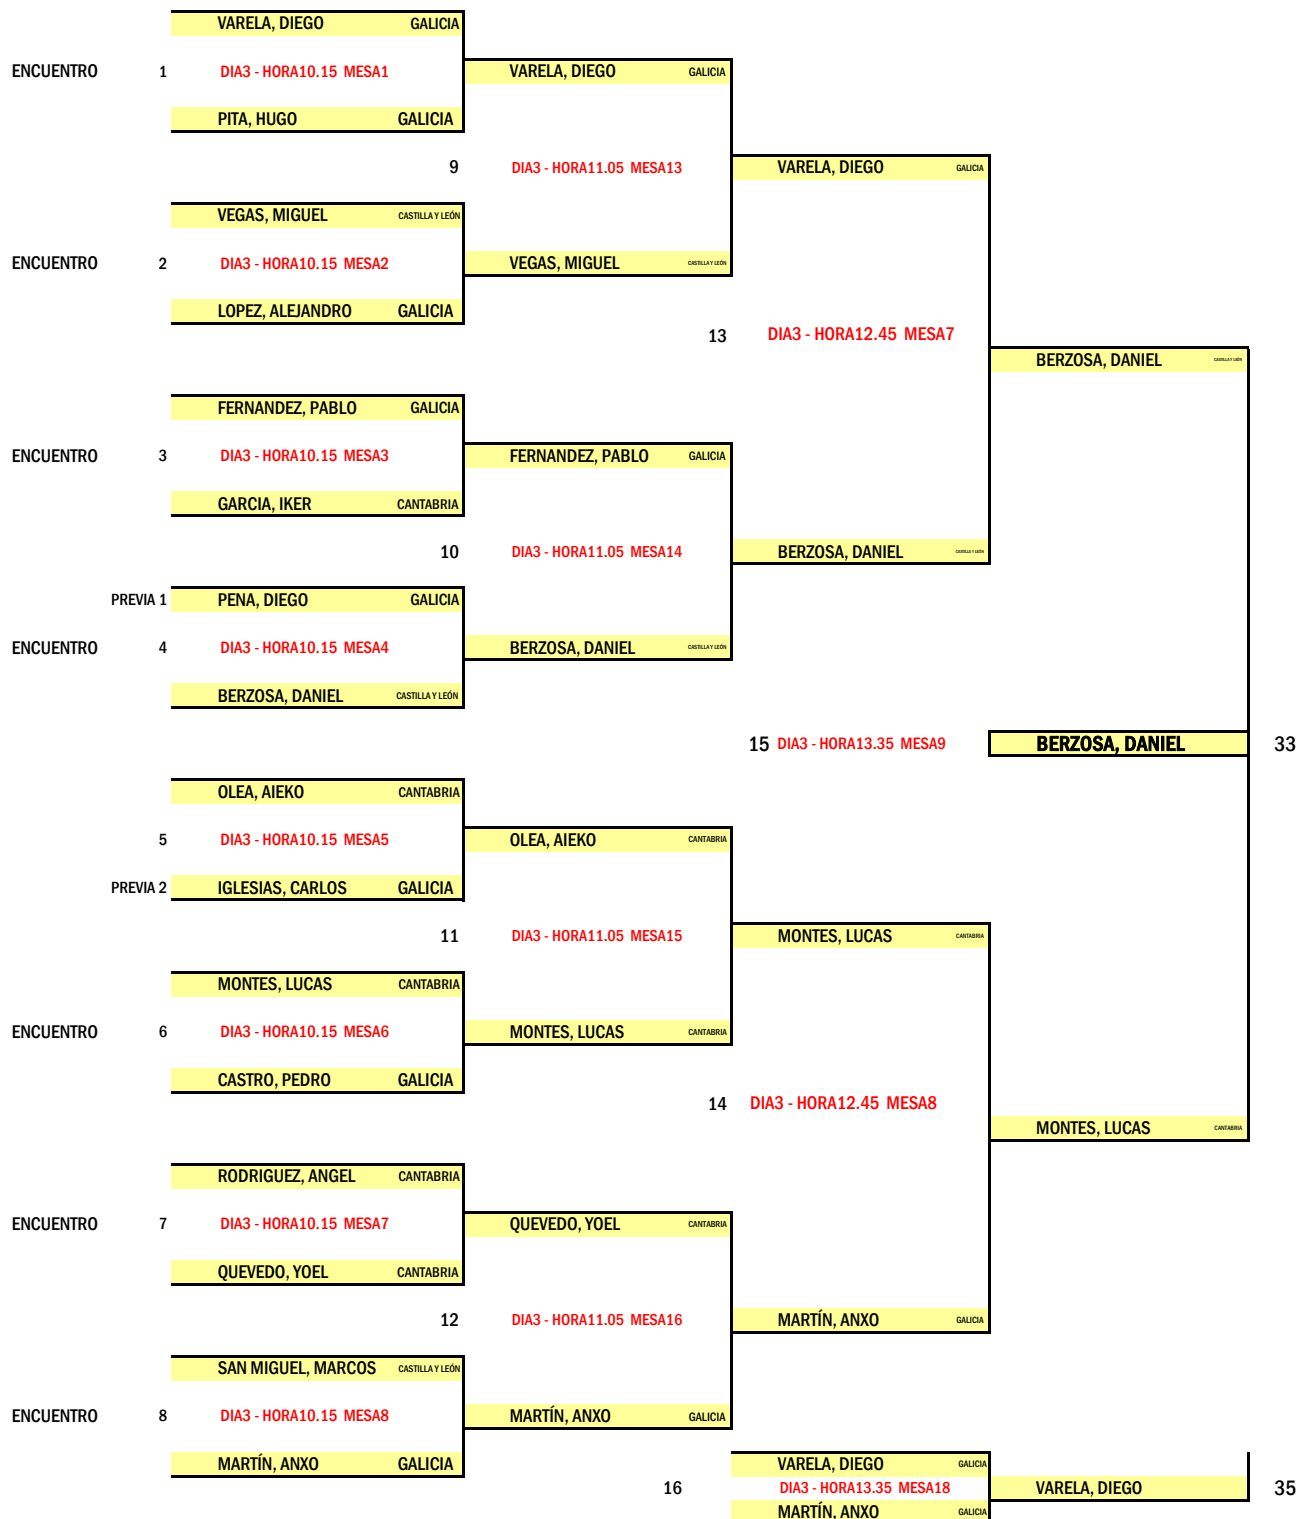 VARELA, DIEGO GALICIA
ENCUENTRO 1 DIA3 - HORA10.15 MESA1 VARELA, DIEGO GALICIA
PITA, HUGO GALICIA
9 DIA3 - HORA11.05 MESA13 VARELA, DIEGO GALICIA
VEGAS, MIGUEL CASTILLA Y LEÓN
ENCUENTRO 2 DIA3 - HORA10.15 MESA2 VEGAS, MIGUEL CASTILLA Y LEÓN
LOPEZ, ALEJANDRO GALICIA
13 DIA3 - HORA12.45 MESA7
BERZOSA, DANIEL CASTILLA Y LEÓN
FERNANDEZ, PABLO GALICIA
ENCUENTRO 3 DIA3 - HORA10.15 MESA3 FERNANDEZ, PABLO GALICIA
GARCIA, IKER CANTABRIA
10 DIA3 - HORA11.05 MESA14 BERZOSA, DANIEL CASTILLA Y LEÓN
PREVIA 1 PENA, DIEGO GALICIA
ENCUENTRO 4 DIA3 - HORA10.15 MESA4 BERZOSA, DANIEL CASTILLA Y LEÓN
BERZOSA, DANIEL CASTILLA Y LEÓN
15 DIA3 - HORA13.35 MESA9 BERZOSA, DANIEL 33
OLEA, AIEKO CANTABRIA
5 DIA3 - HORA10.15 MESA5 OLEA, AIEKO CANTABRIA
PREVIA 2 IGLESIAS, CARLOS GALICIA
11 DIA3 - HORA11.05 MESA15 MONTES, LUCAS CANTABRIA
MONTES, LUCAS CANTABRIA
ENCUENTRO 6 DIA3 - HORA10.15 MESA6 MONTES, LUCAS CANTABRIA
CASTRO, PEDRO GALICIA
14 DIA3 - HORA12.45 MESA8
MONTES, LUCAS CANTABRIA
RODRIGUEZ, ANGEL CANTABRIA
ENCUENTRO 7 DIA3 - HORA10.15 MESA7 QUEVEDO, YOEL CANTABRIA
QUEVEDO, YOEL CANTABRIA
12 DIA3 - HORA11.05 MESA16 MARTÍN, ANXO GALICIA
SAN MIGUEL, MARCOS CASTILLA Y LEÓN
ENCUENTRO 8 DIA3 - HORA10.15 MESA8 MARTÍN, ANXO GALICIA
MARTÍN, ANXO GALICIA
VARELA, DIEGO GALICIA
16 DIA3 - HORA13.35 MESA18 VARELA, DIEGO 35
MARTÍN, ANXO GALICIA